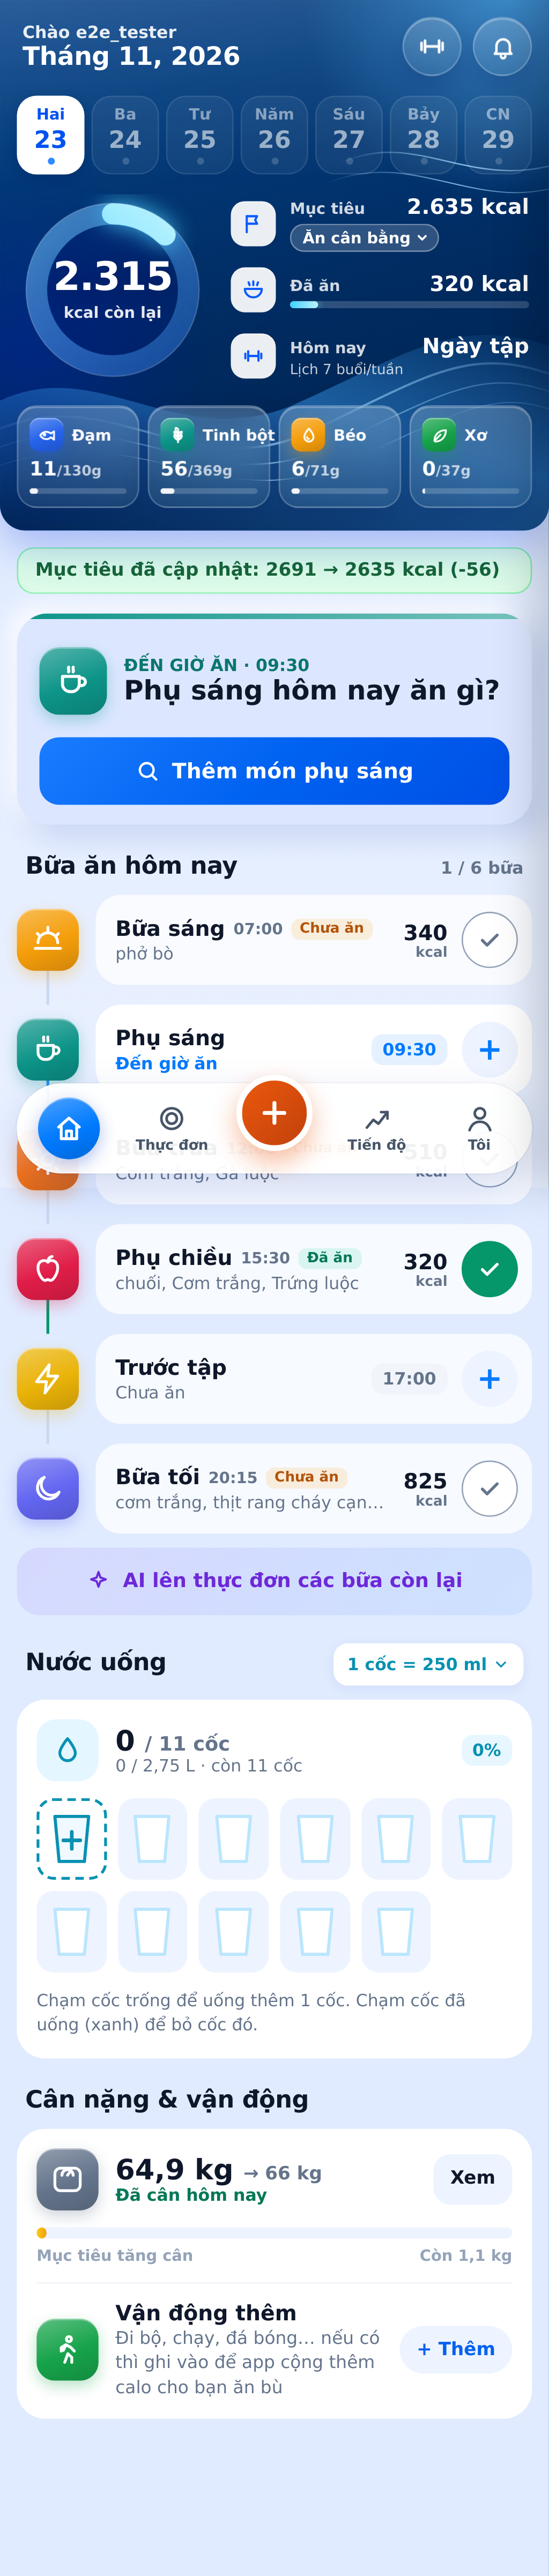 Chào e2e_tester
Tháng 11, 2026
Hai
23
Ba
24
Tư
25
Năm
26
Sáu
27
Bảy
28
CN
29
2.315
kcal còn lại
Mục tiêu
2.635 kcal
Ăn cân bằng
Đã ăn
320 kcal
Hôm nay
Ngày tập
Lịch 7 buổi/tuần
Đạm
11/130g
Tinh bột
56/369g
Béo
6/71g
Xơ
0/37g
Mục tiêu đã cập nhật: 2691 → 2635 kcal (-56)
ĐẾN GIỜ ĂN · 09:30
Phụ sáng hôm nay ăn gì?
Thêm món phụ sáng
Bữa ăn hôm nay
1 / 6 bữa
Bữa sáng 07:00 Chưa ăn
phở bò
340
kcal
Phụ sáng
Đến giờ ăn
09:30
Thực đơn
Tiến độ
Tôi
Bữa trưa
510
Cơm trắng, Gà luộc
kcal
Phụ chiều 15:30 Đã ăn
chuối, Cơm trắng, Trứng luộc
320
kcal
Trước tập
Chưa ăn
17:00
Bữa tối 20:15 Chưa ăn
cơm trắng, thịt rang cháy cạn...
825
kcal
AI lên thực đơn các bữa còn lại
Nước uống
1 cốc = 250 ml
0 / 11 cốc
0 / 2,75 L · còn 11 cốc
0%
Chạm cốc trống để uống thêm 1 cốc. Chạm cốc đã
uống (xanh) để bỏ cốc đó.
Cân nặng & vận động
64,9 kg → 66 kg
Đã cân hôm nay
Xem
Mục tiêu tăng cân
Còn 1,1 kg
Vận động thêm
Đi bộ, chạy, đá bóng... nếu có
thì ghi vào để app cộng thêm
calo cho bạn ăn bù
+ Thêm